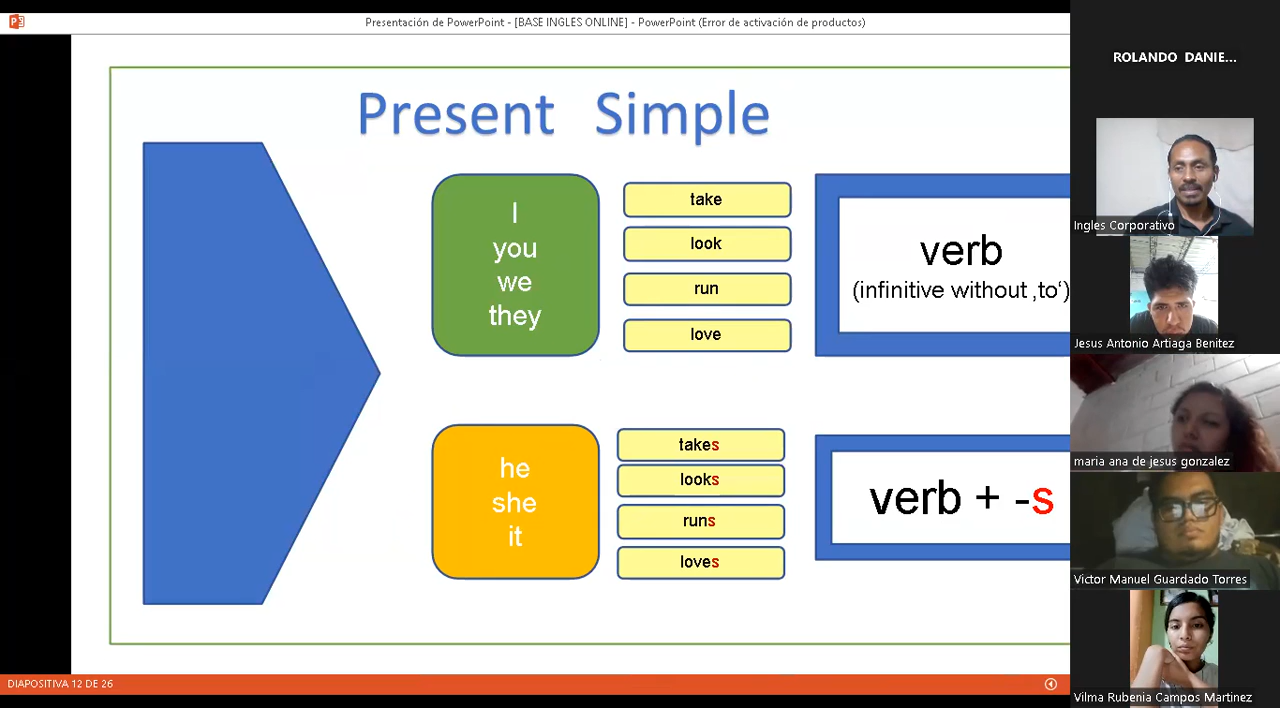 Presentación de PowerPoint - [BASE INGLES ONLINE] - PowerPoint (Error de activación de productos)
Present Simple
I
you
we
they
take
look
run
love
verb
(infinitive without ‚to‘)
he
she
it
takes
looks
runs
loves
verb + -s
DIAPOSITIVA 12 DE 26
ROLANDO DANIE...
Ingles Corporativo
Jesus Antonio Artiaga Benitez
maria ana de jesus gonzalez
Victor Manuel Guardado Torres
Vilma Rubenia Campos Martinez